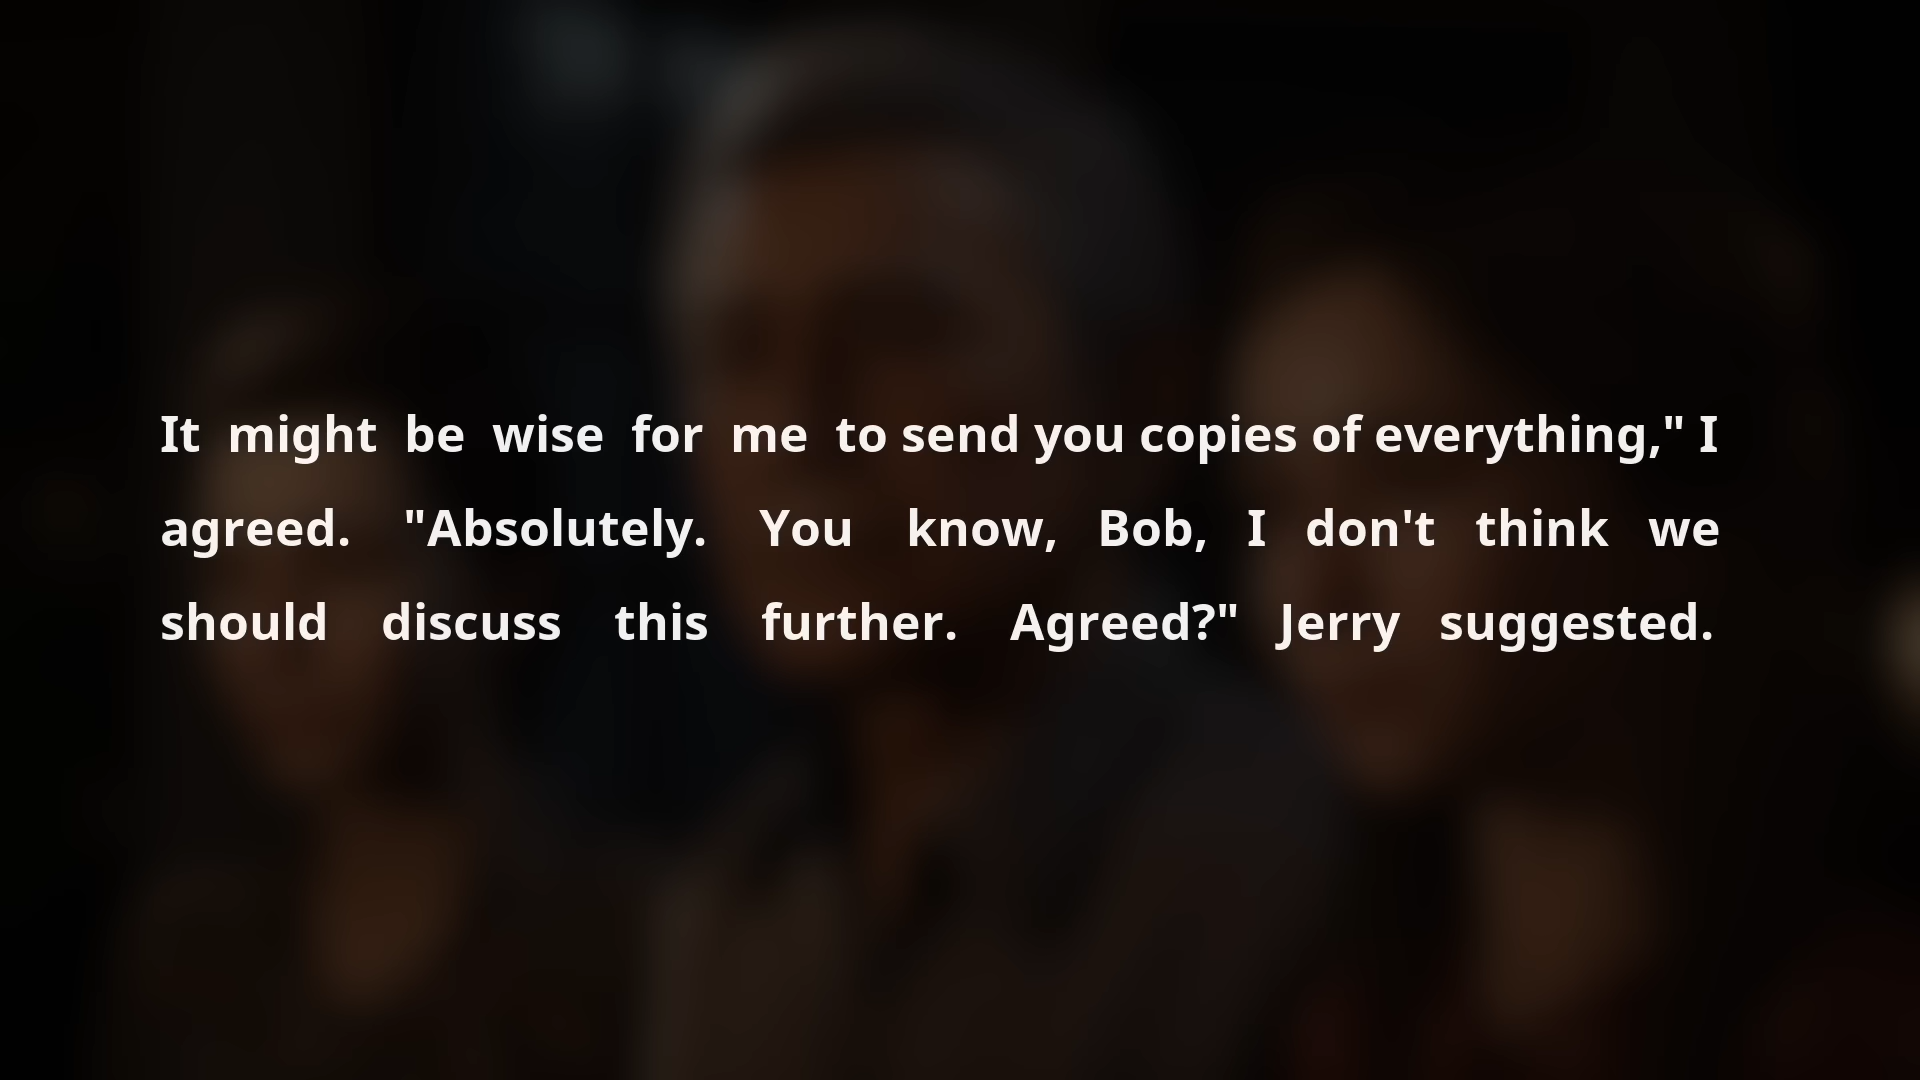 It might be wise for me to send you copies of everything," I
agreed. "Absolutely. You know, Bob, I don't think we
should discuss this further. Agreed?" Jerry suggested.